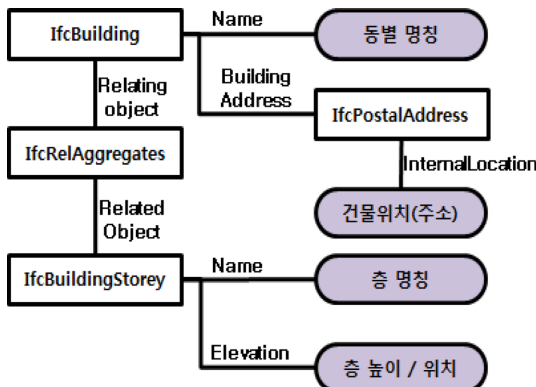 IfcBuilding
Name
동별 명칭
Relating
object
Building
Address
IfcPostalAddress
IfcRelAggregates
InternalLocation
Related
Object
건물위치(주소)
IfcBuildingStorey
Name
층 명칭
Elevation
층 높이 / 위치